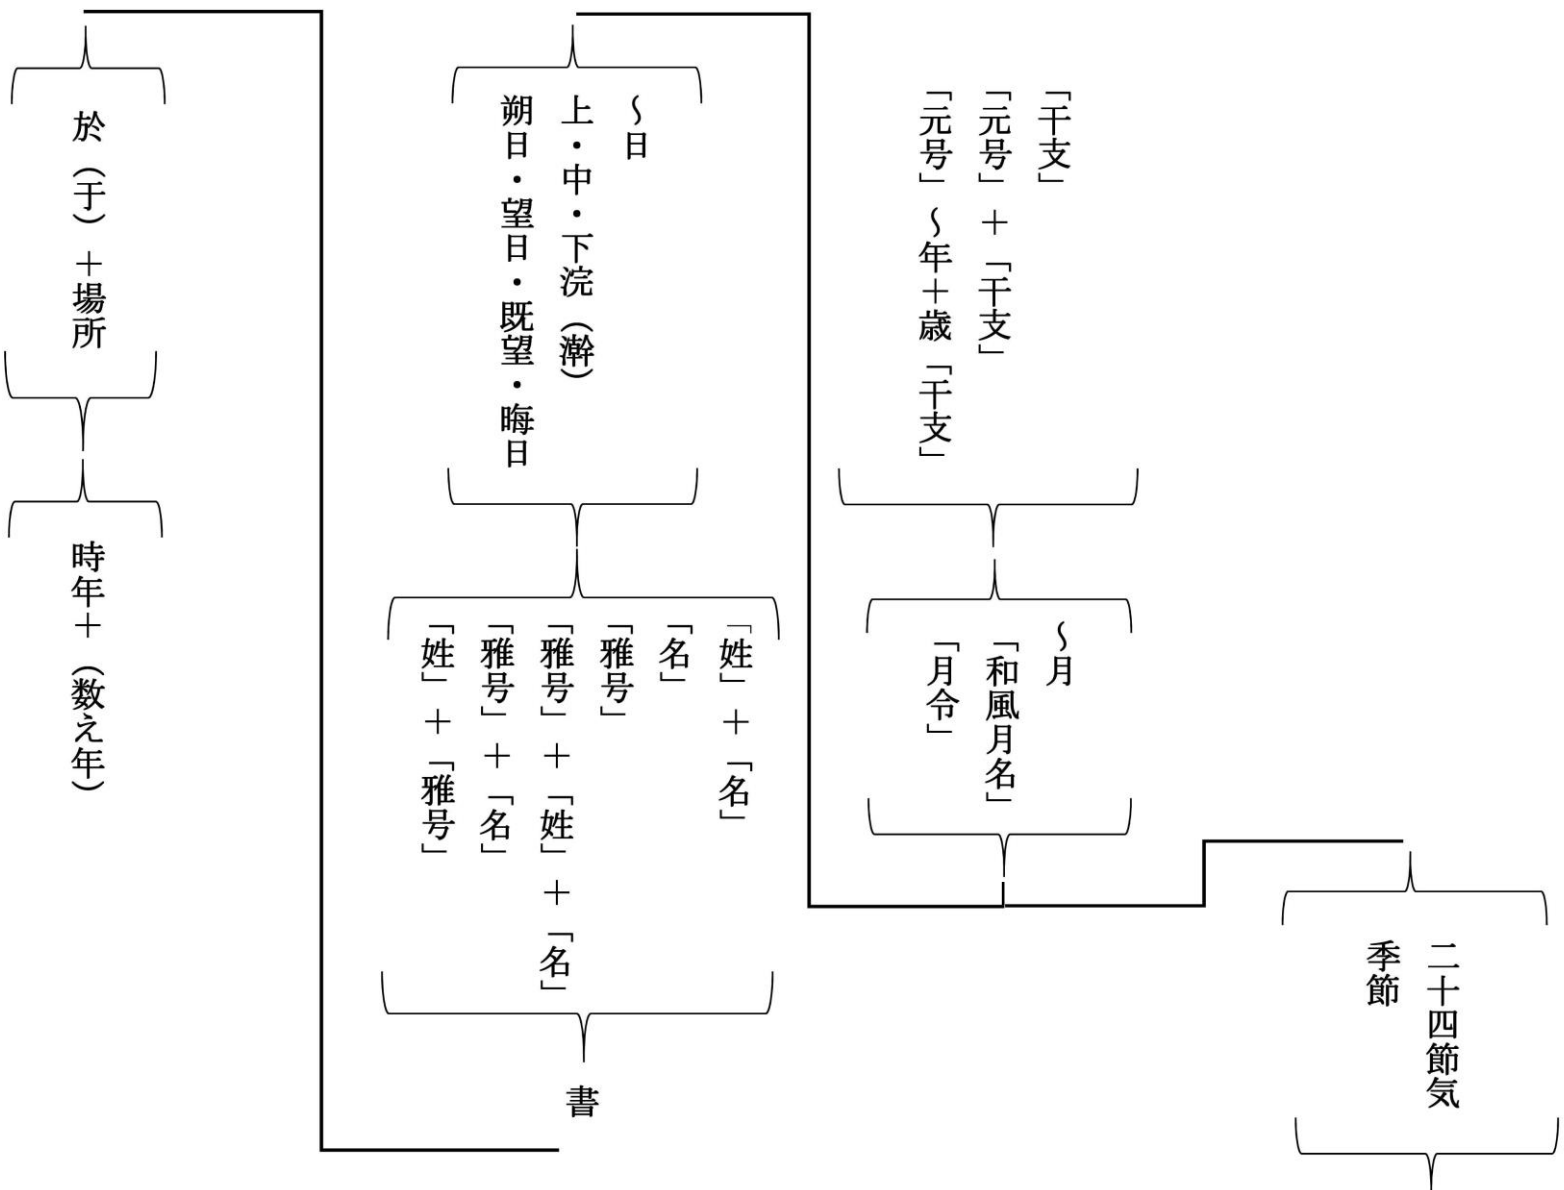 二十四節気
季節
「干支」
「元号」＋「干支」
「元号」～年＋歳「干支」
～月
「和風月名」
「月令」
～日
上・中・下浣（澣）
朔日・望日・既望・晦日
「姓」＋「名」
「名」
「雅号」
「雅号」＋「姓」＋「名」
「雅号」＋「名」
「姓」＋「雅号」
書
於（于）＋場所
時年＋（数え年）